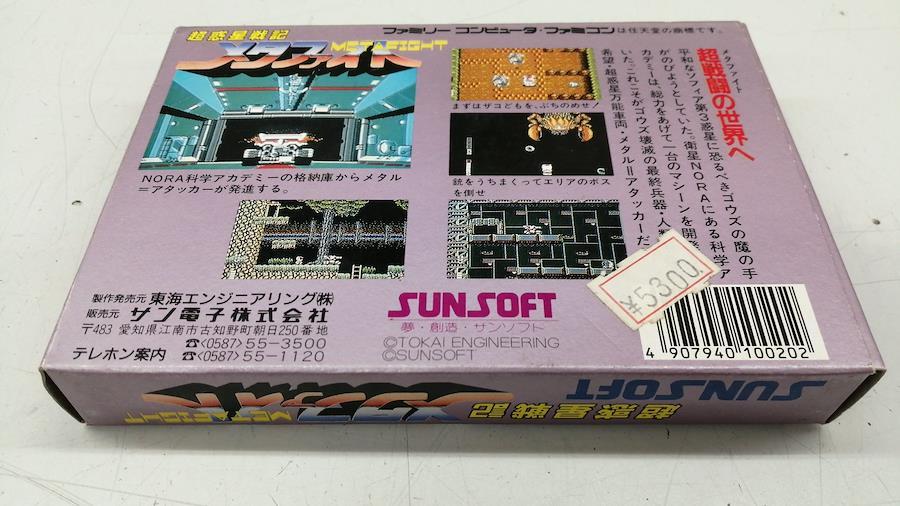 超惑星戦記
メタファイト
METAFIGHT
ファミリー コンピュータ・ファミコンは任天堂の商標です。
NORA科学アカデミーの格納庫からメタル
=アタッカーが発進する。
まずはザコどもを、ぶちのめせ!
銃をうちまくってエリアのボス
を倒せ
メタファイト
超戦闘の世界へ
平和なソフィア第3惑星に恐るべきゴウズの魔の手
がのびようとしていた。衛星NORAにある科学ア
カデミーは、総力をあげて一台のマシーンを開発
いた。これこそがゴウズ壊滅の最終兵器・人類
希望・超惑星万能車両・メタル=アタッカーだ
¥5300
製作発売元 東海エンジニアリング㈱
販売元 サン電子株式会社
〒483 愛知県江南市古知野町朝日250番地
☎<0587> 55-3500
テレホン案内 ☎<0587> 55-1120
SUNSOFT
夢・創造・サンソフト
©TOKAI ENGINEERING
©SUNSOFT
4 907940 100202
超惑星戦記
メタファイト
METAFIGHT
SUNSOFT